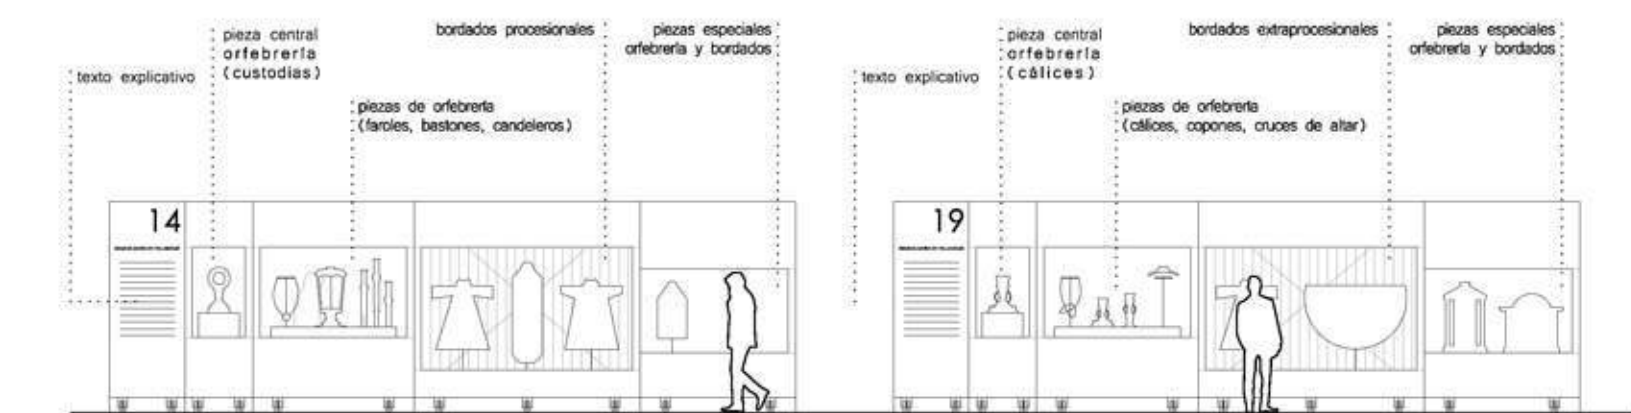 pieza central
orfebrería
(custodias)
bordados procesionales
piezas especiales
orfebrería y bordados
texto explicativo
piezas de orfebrería
(faroles, bastones, candeleros)
14
pieza central
orfebrería
(cálices)
bordados extraprocesionales
piezas especiales
orfebrería y bordados
texto explicativo
piezas de orfebrería
(cálices, copones, cruces de altar)
19